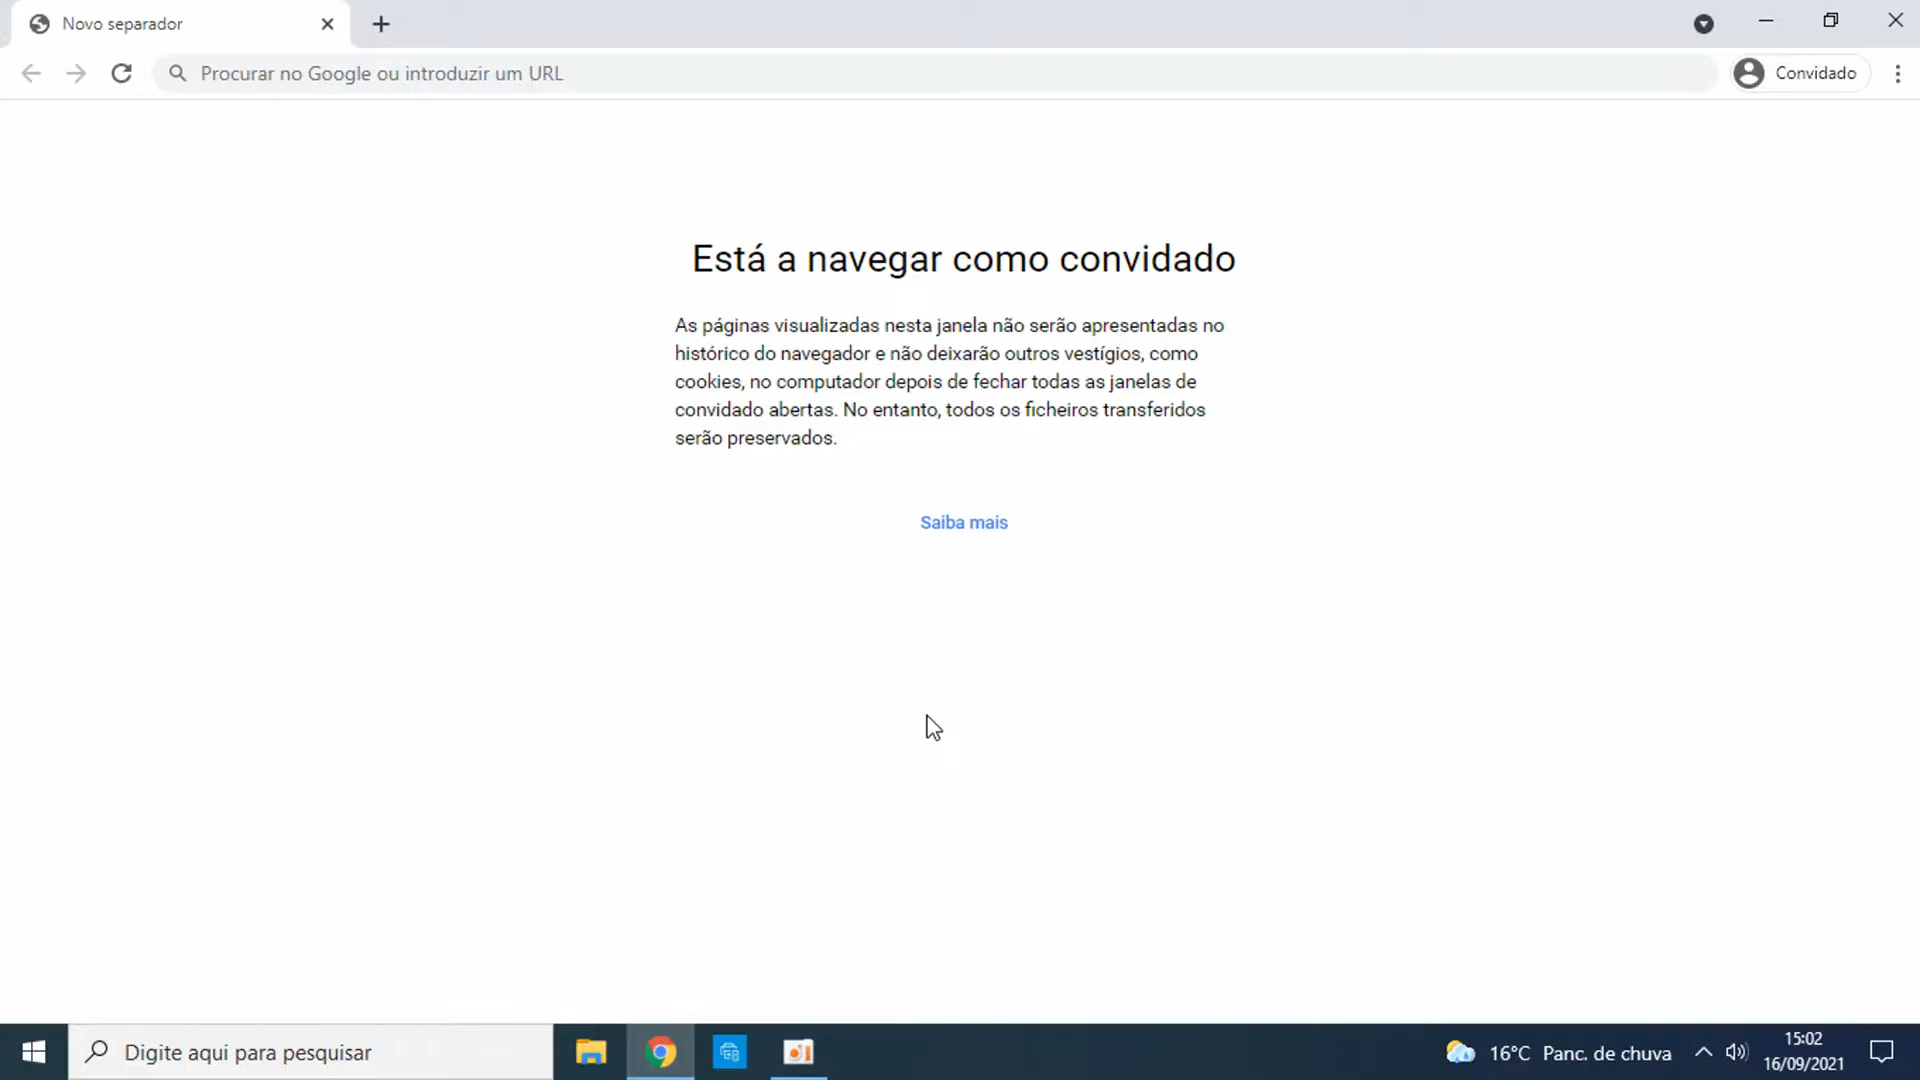 Novo separador
Procurar no Google ou introduzir um URL
Convidado
Está a navegar como convidado
As páginas visualizadas nesta janela não serão apresentadas no
histórico do navegador e não deixarão outros vestígios, como
cookies, no computador depois de fechar todas as janelas de
convidado abertas. No entanto, todos os ficheiros transferidos
serão preservados.
Saiba mais
Digite aqui para pesquisar
16°C Panc. de chuva
15:02
16/09/2021